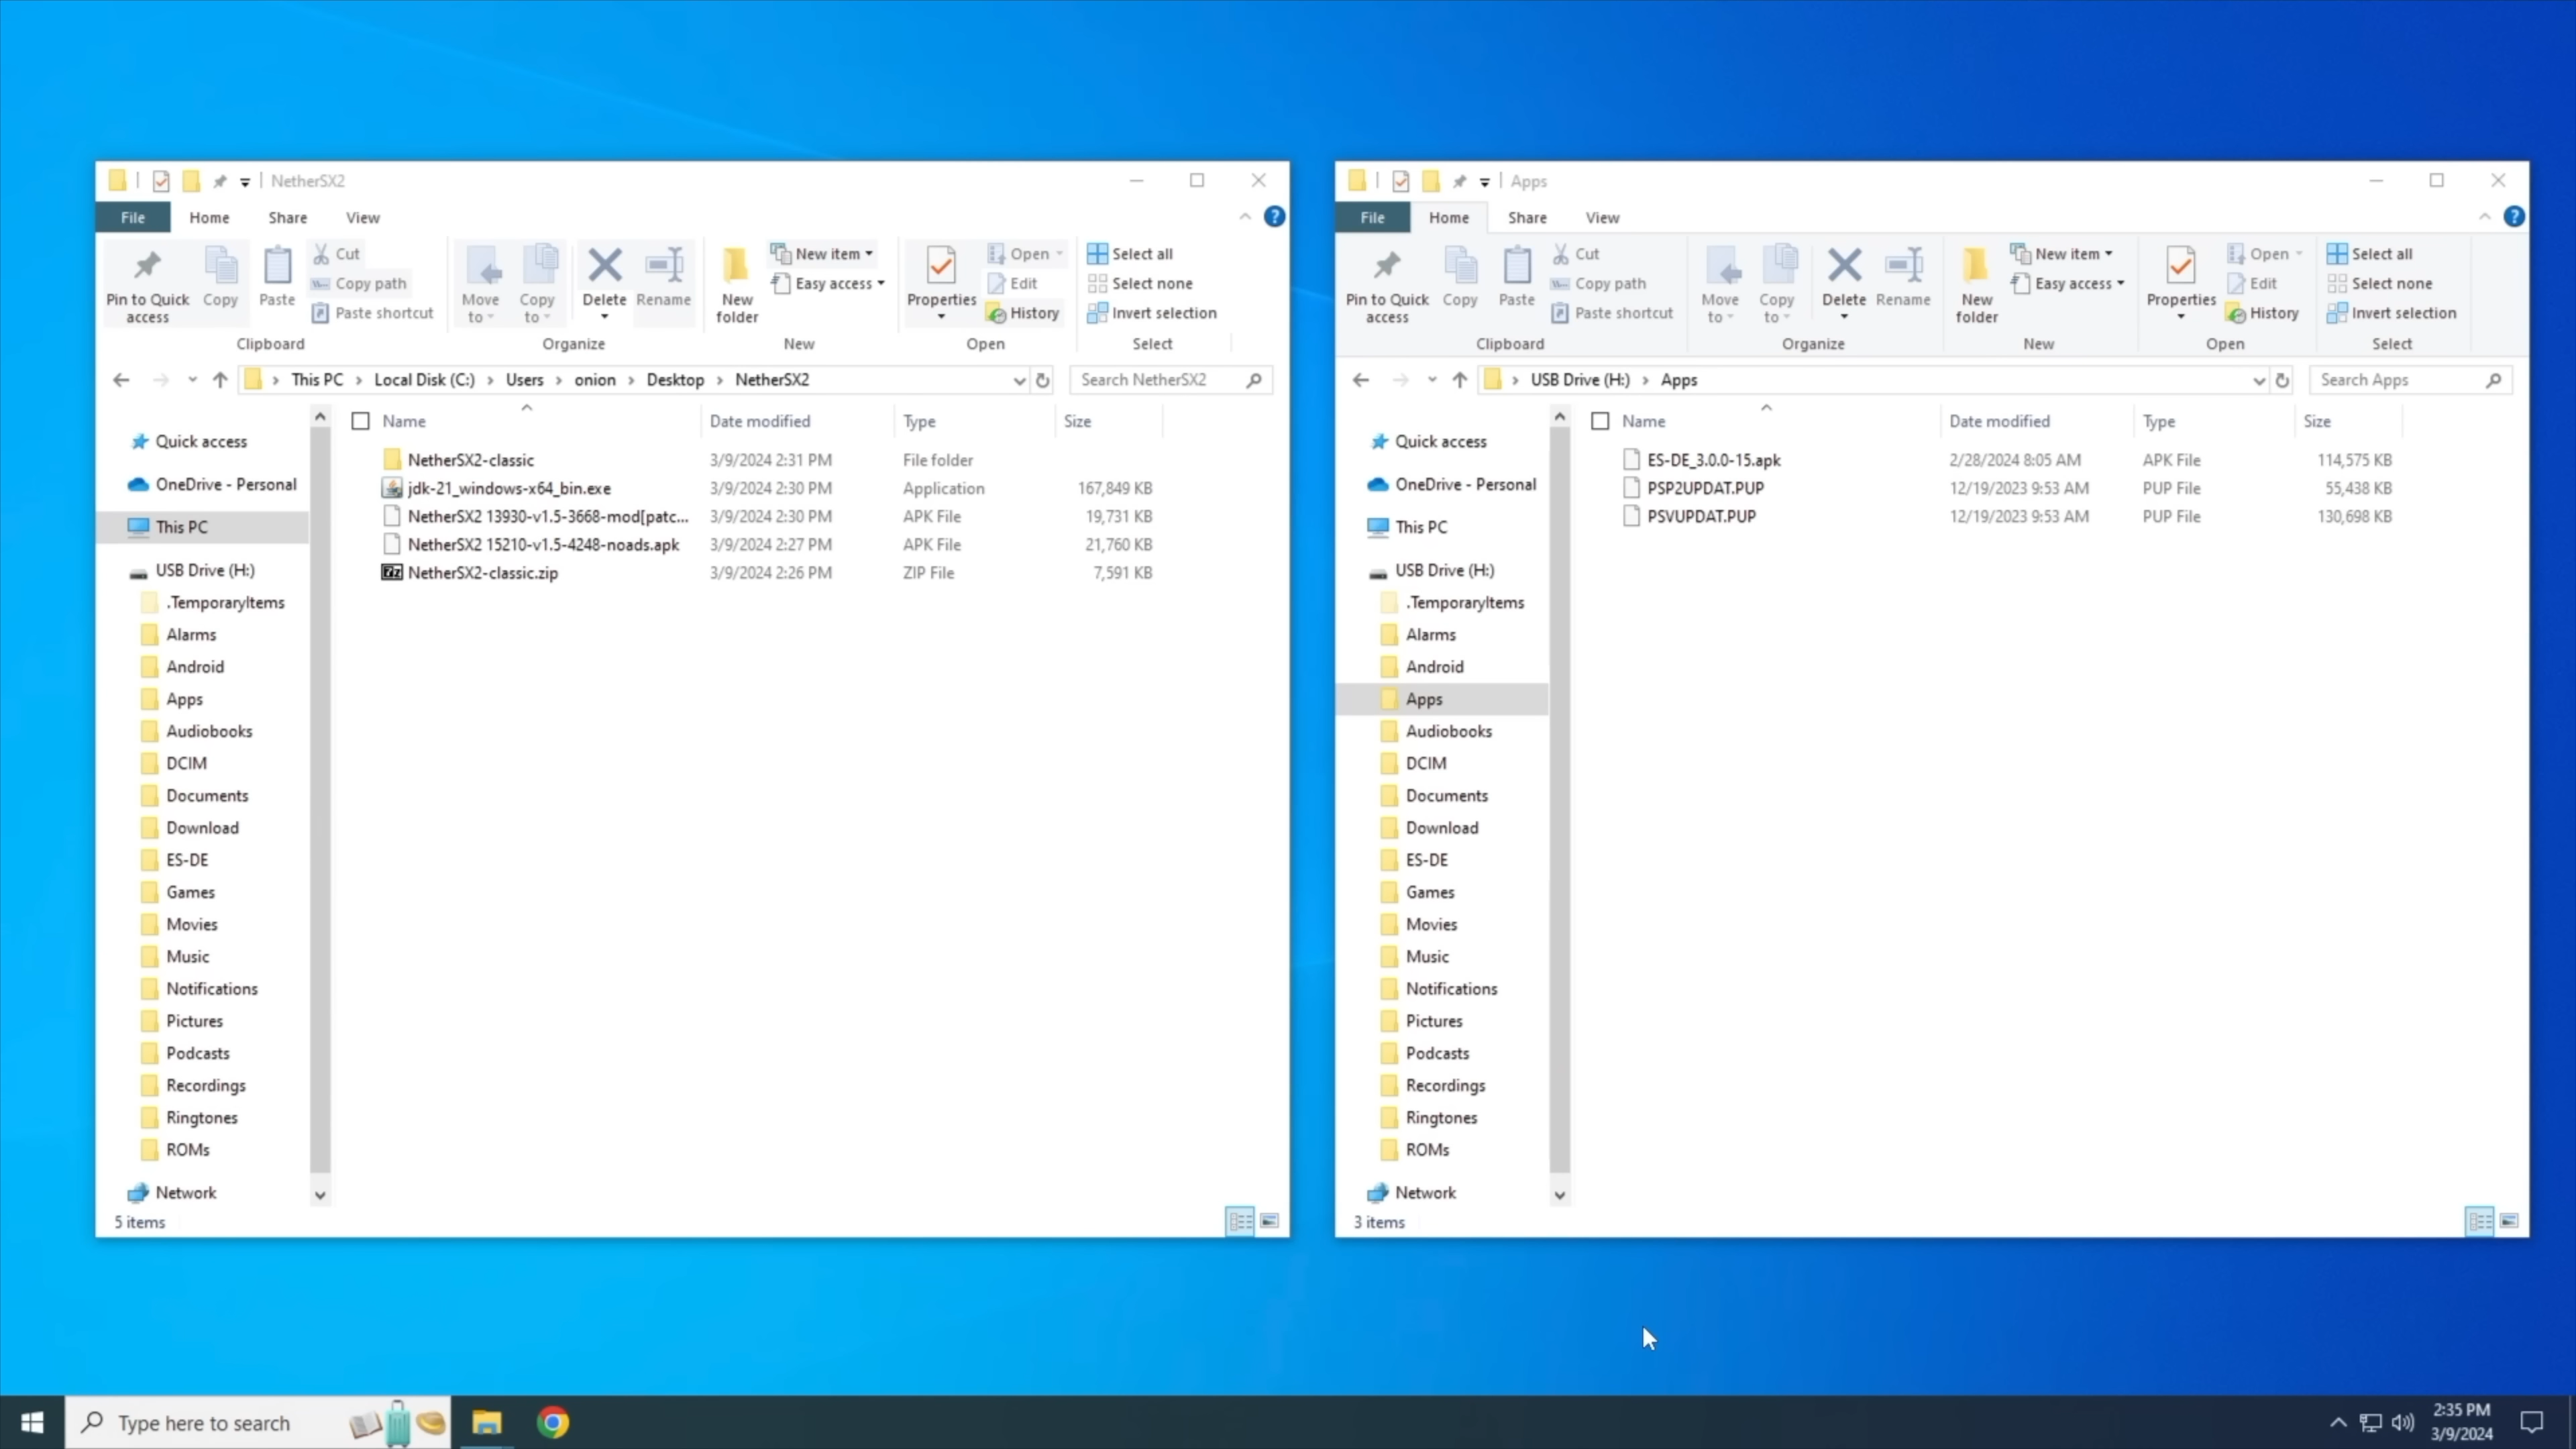 NetherSX2
File Home Share View
Pin to Quick access
Copy
Paste
Cut
Copy path
Paste shortcut
Clipboard
Move to
Copy to
Delete
Rename
Organize
New folder
New item
Easy access
New
Properties
Open
Edit
History
Open
Select all
Select none
Invert selection
Select
This PC > Local Disk (C:) > Users > onion > Desktop > NetherSX2
Search NetherSX2
Name Date modified Type Size
NetherSX2-classic 3/9/2024 2:31 PM File folder
jdk-21_windows-x64_bin.exe 3/9/2024 2:30 PM Application 167,849 KB
NetherSX2 13930-v1.5-3668-mod[patc... 3/9/2024 2:30 PM APK File 19,731 KB
NetherSX2 15210-v1.5-4248-noads.apk 3/9/2024 2:27 PM APK File 21,760 KB
NetherSX2-classic.zip 3/9/2024 2:26 PM ZIP File 7,591 KB
Quick access
OneDrive - Personal
This PC
USB Drive (H:)
.TemporaryItems
Alarms
Android
Apps
Audiobooks
DCIM
Documents
Download
ES-DE
Games
Movies
Music
Notifications
Pictures
Podcasts
Recordings
Ringtones
ROMs
Network
5 items
Apps
File Home Share View
Pin to Quick access
Copy
Paste
Cut
Copy path
Paste shortcut
Clipboard
Move to
Copy to
Delete
Rename
Organize
New folder
New item
Easy access
New
Properties
Open
Edit
History
Open
Select all
Select none
Invert selection
Select
USB Drive (H:) > Apps
Search Apps
Name Date modified Type Size
ES-DE_3.0.0-15.apk 2/28/2024 8:05 AM APK File 114,575 KB
PSP2UPDAT.PUP 12/19/2023 9:53 AM PUP File 55,438 KB
PSVUPDAT.PUP 12/19/2023 9:53 AM PUP File 130,698 KB
Quick access
OneDrive - Personal
This PC
USB Drive (H:)
.TemporaryItems
Alarms
Android
Apps
Audiobooks
DCIM
Documents
Download
ES-DE
Games
Movies
Music
Notifications
Pictures
Podcasts
Recordings
Ringtones
ROMs
Network
3 items
Type here to search
2:35 PM
3/9/2024